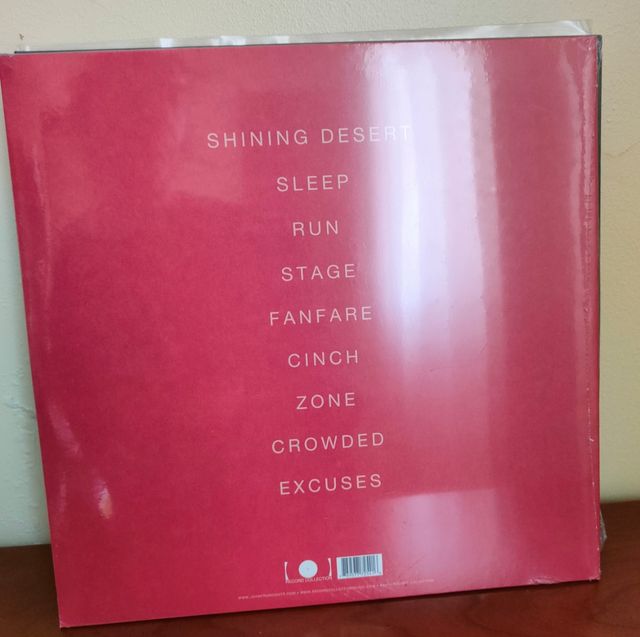 SHINING DESERT
SLEEP
RUN
STAGE
FANFARE
CINCH
ZONE
CROWDED
EXCUSES
RECORD COLLECTION